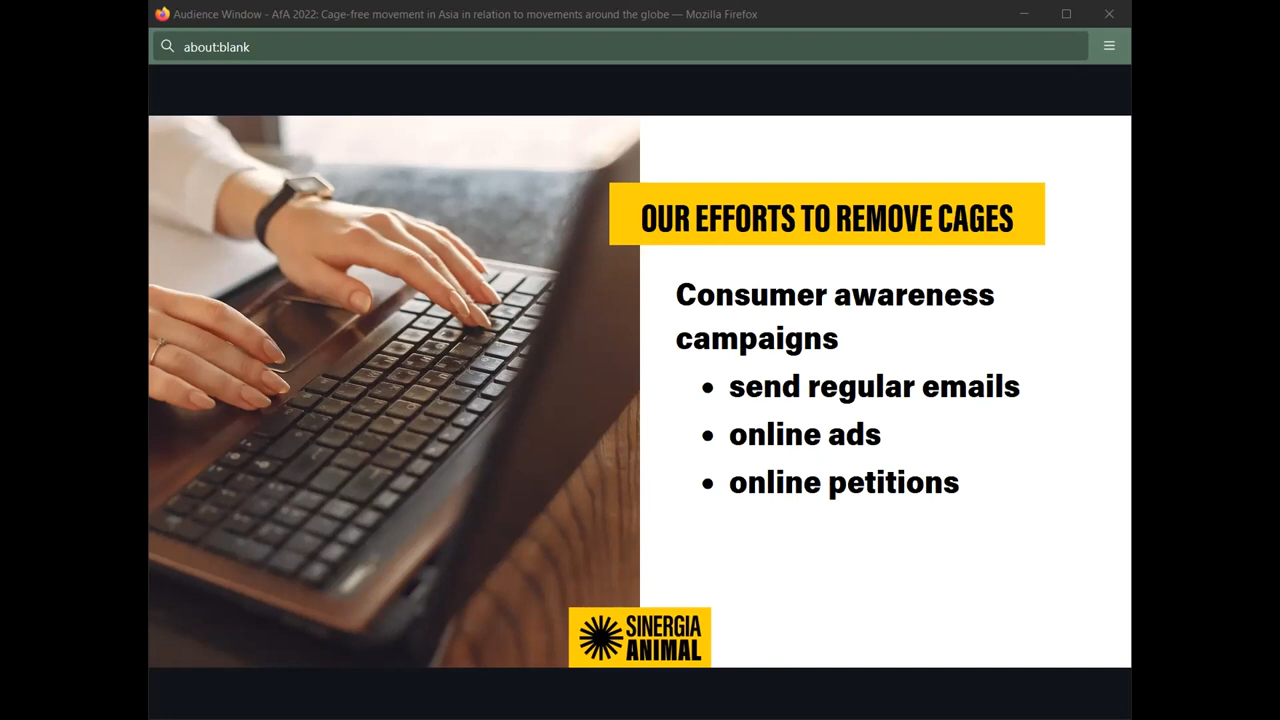 Audience Window - AfA 2022: Cage-free movement in Asia in relation to movements around the globe — Mozilla Firefox
about:blank
OUR EFFORTS TO REMOVE CAGES
Consumer awareness
campaigns
• send regular emails
• online ads
• online petitions
SINERGIA
ANIMAL